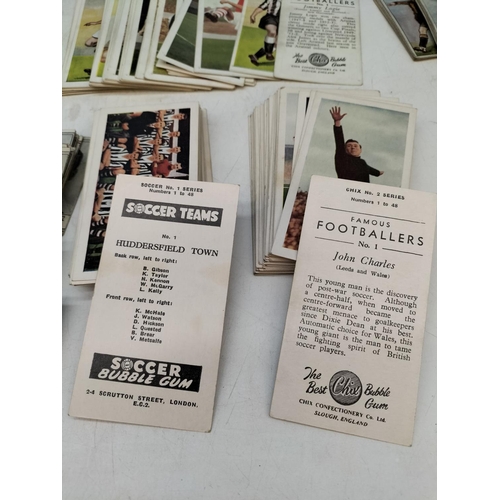 FOOTBALLERS
The Best Chix Bubble Gum
SOCCER No. 1 SERIES
Numbers 1 to 48
SOCCER TEAMS
No. 1
HUDDERSFIELD TOWN
Back row, left to right:
B. Gibson
K. Taylor
N. Kennon
W. McGarry
L. Kelly
Front row, left to right:
K. McHale
J. Watson
D. Hickson
L. Quested
S. Brear
V. Metcalfe
SOCCER
BUBBLE GUM
2-4 SCRUTTON STREET, LONDON.
E.C.2.
CHIX No. 2 SERIES
Numbers 1 to 48
FAMOUS
FOOTBALLERS
No. 1
John Charles
(Leeds and Wales)
This young man is the discovery
of post-war soccer. Although
a centre-half, when moved to
centre-forward became the
greatest menace to goalkeepers
since Dixie Dean at his best.
Automatic choice for Wales, this
young man seems to me to have
the fighting spirit of British
soccer players.
The Best Chix Bubble Gum
CHIX CONFECTIONERY Co. Ltd.
SLOUGH, ENGLAND